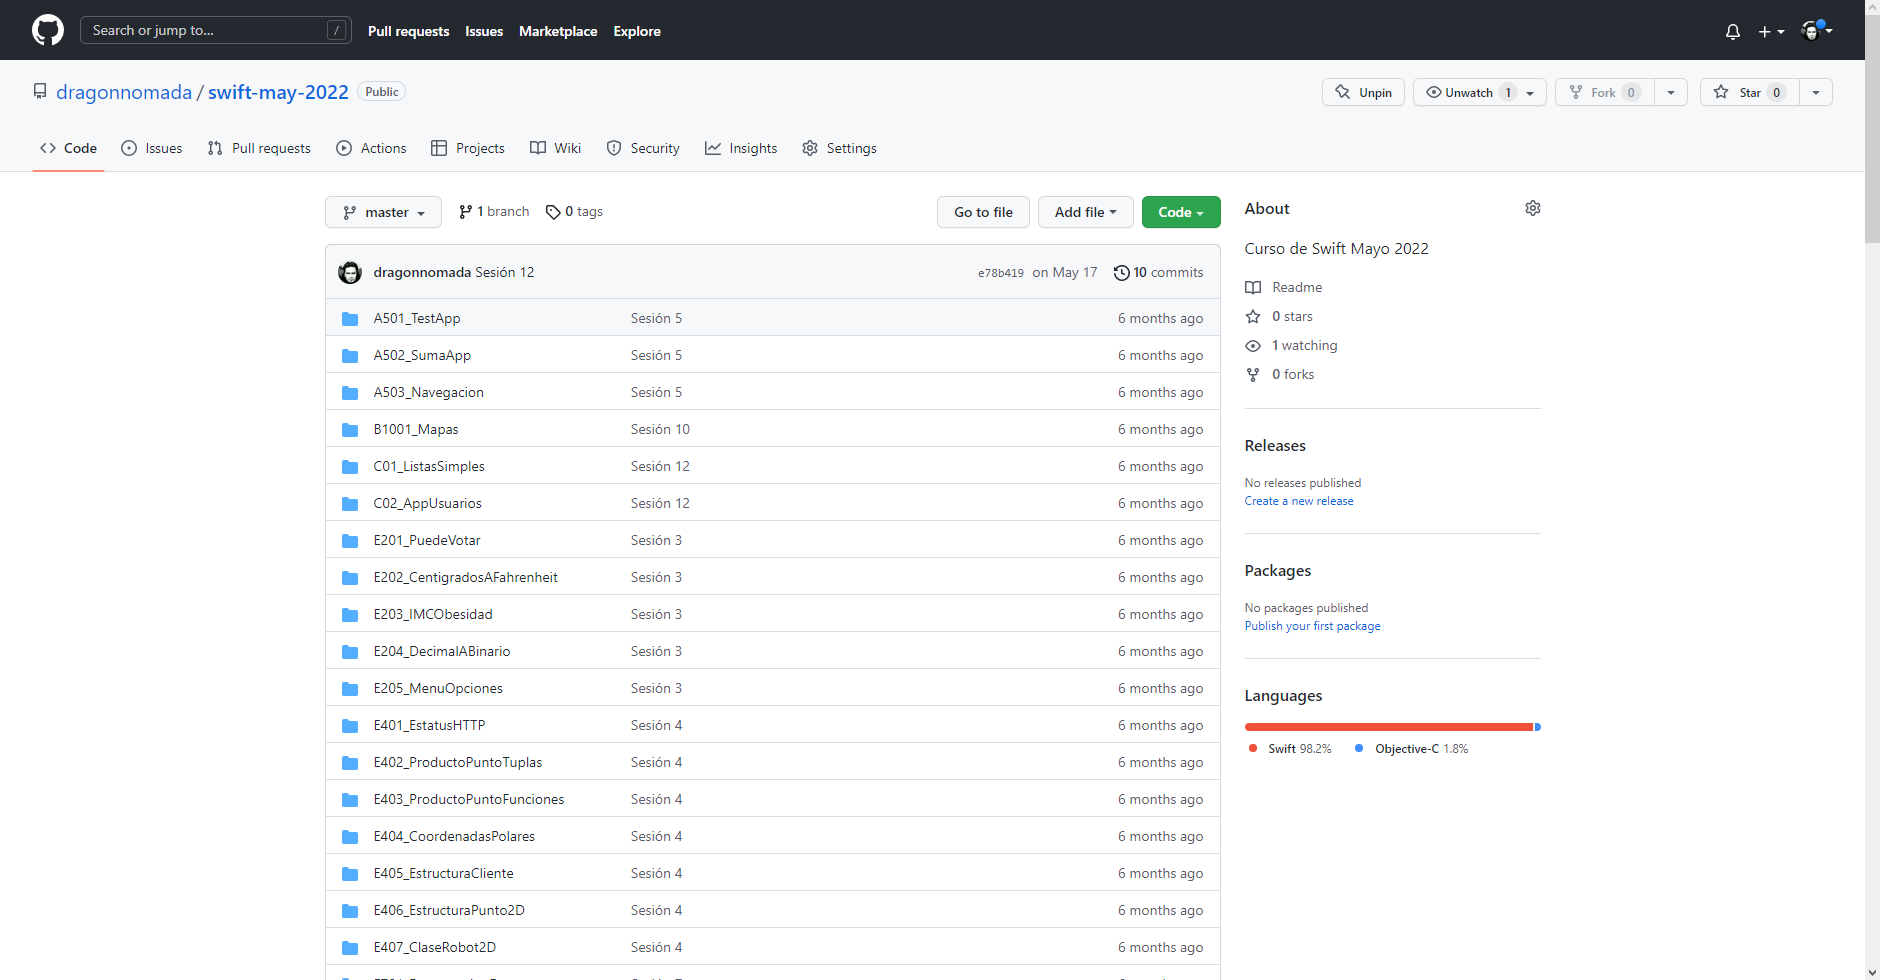 Search or jump to... /
Pull requests Issues Marketplace Explore
dragonnomada / swift-may-2022 Public
Unpin Unwatch 1 Fork 0 Star 0
Code Issues Pull requests Actions Projects Wiki Security Insights Settings
master 1 branch 0 tags
Go to file Add file Code
dragonnomada Sesión 12 e78b419 on May 17 10 commits
A501_TestApp Sesión 5 6 months ago
A502_SumaApp Sesión 5 6 months ago
A503_Navegacion Sesión 5 6 months ago
B1001_Mapas Sesión 10 6 months ago
C01_ListasSimples Sesión 12 6 months ago
C02_AppUsuarios Sesión 12 6 months ago
E201_PuedeVotar Sesión 3 6 months ago
E202_CentigradosAFahrenheit Sesión 3 6 months ago
E203_IMCObesidad Sesión 3 6 months ago
E204_DecimalABinario Sesión 3 6 months ago
E205_MenuOpciones Sesión 3 6 months ago
E401_EstatusHTTP Sesión 4 6 months ago
E402_ProductoPuntoTuplas Sesión 4 6 months ago
E403_ProductoPuntoFunciones Sesión 4 6 months ago
E404_CoordenadasPolares Sesión 4 6 months ago
E405_EstructuraCliente Sesión 4 6 months ago
E406_EstructuraPunto2D Sesión 4 6 months ago
E407_ClaseRobot2D Sesión 4 6 months ago
About
Curso de Swift Mayo 2022
Readme
0 stars
1 watching
0 forks
Releases
No releases published
Create a new release
Packages
No packages published
Publish your first package
Languages
Swift 98.2% Objective-C 1.8%